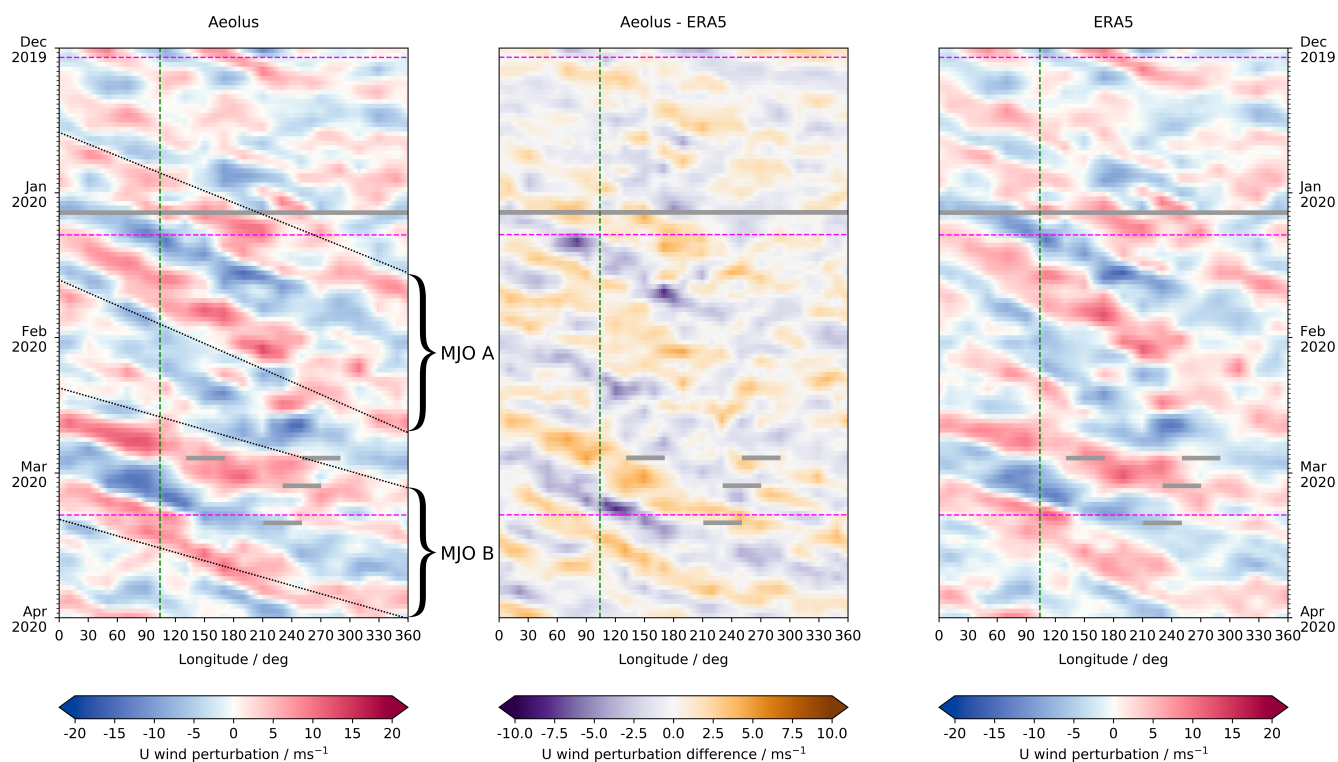 Aeolus
Aeolus - ERA5
ERA5
Dec
2019
Jan
2020
Feb
2020
Mar
2020
Apr
2020
MJO A
MJO B
Dec
2019
Jan
2020
Feb
2020
Mar
2020
Apr
2020
0 30 60 90 120 150 180 210 240 270 300 330 360
0 30 60 90 120 150 180 210 240 270 300 330 360
0 30 60 90 120 150 180 210 240 270 300 330 360
Longitude / deg
Longitude / deg
Longitude / deg
-20 -15 -10 -5 0 5 10 15 20
-10.0 -7.5 -5.0 -2.5 0.0 2.5 5.0 7.5 10.0
-20 -15 -10 -5 0 5 10 15 20
U wind perturbation / ms⁻¹
U wind perturbation difference / ms⁻¹
U wind perturbation / ms⁻¹